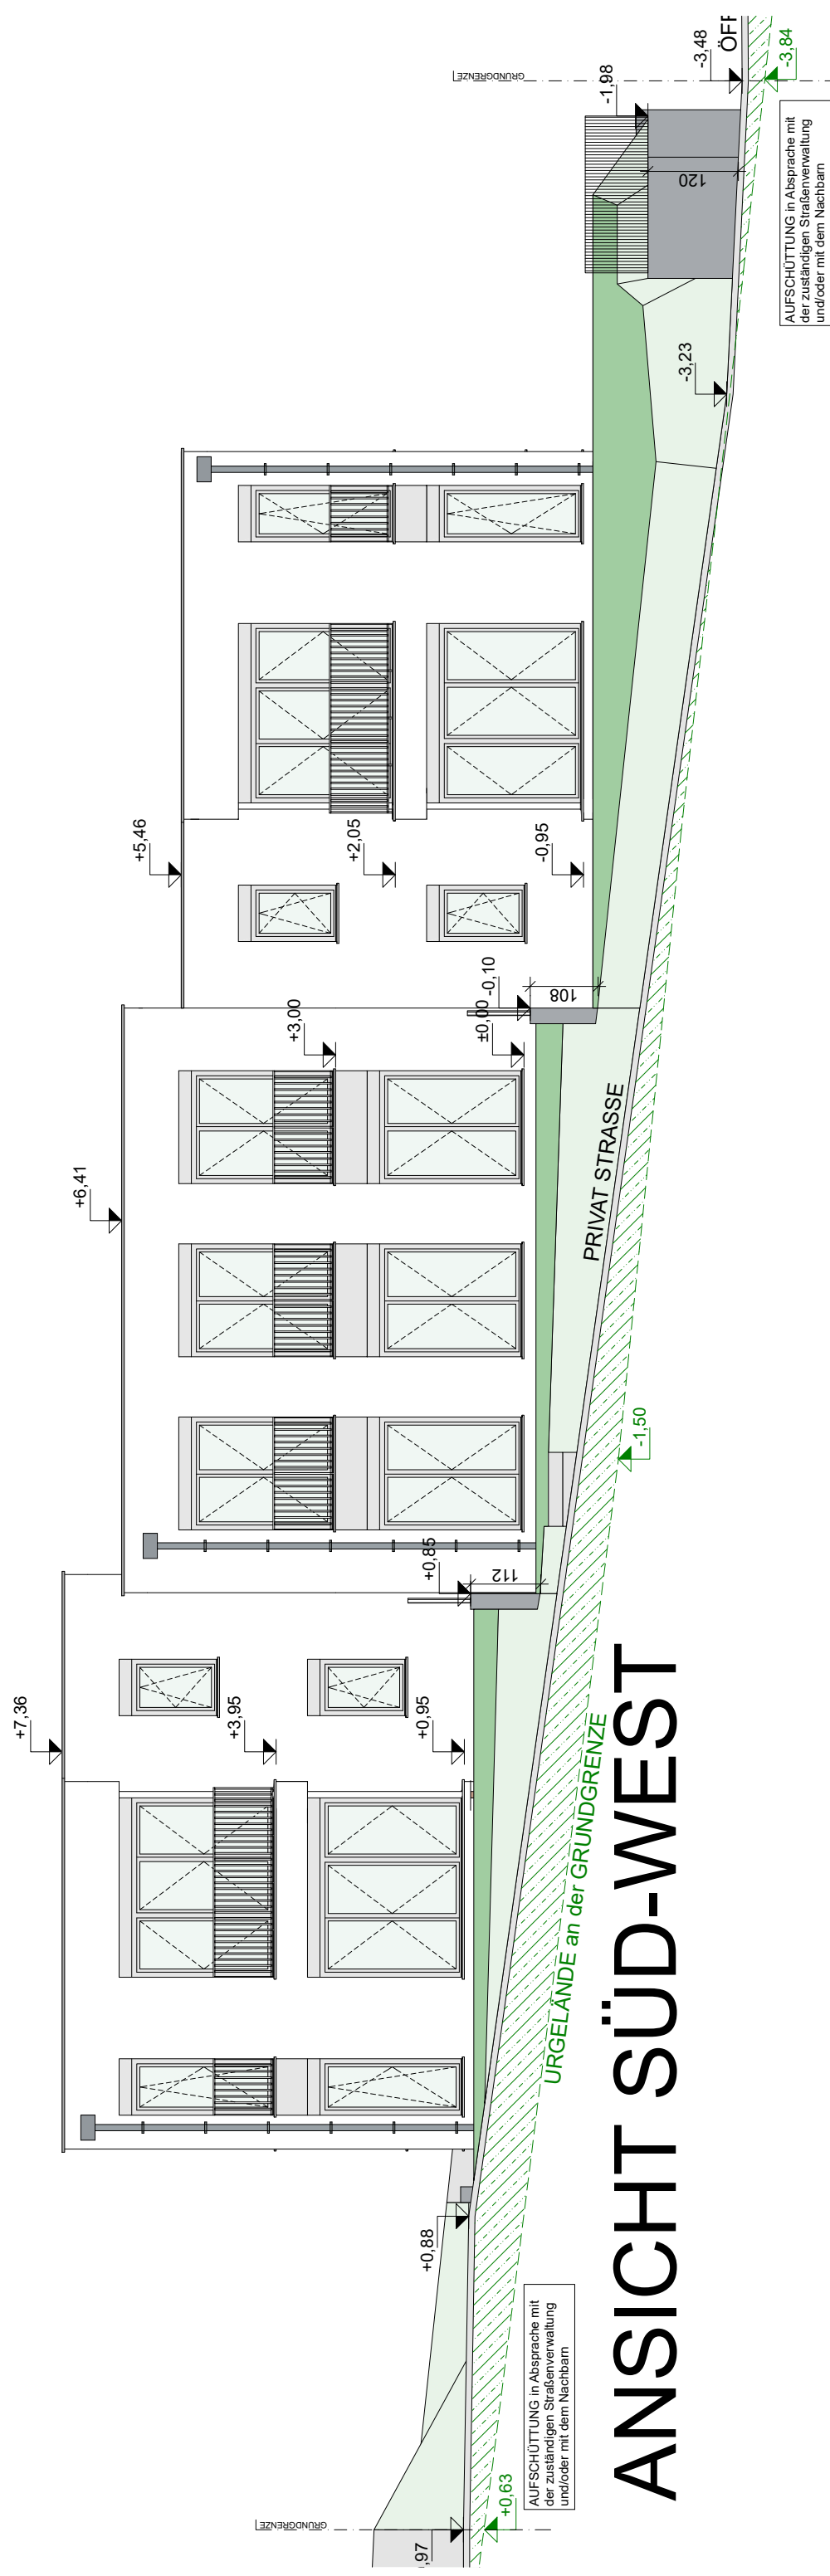 GRUNDGRENZE
,97
+0,63
AUFSCHÜTTUNG in Absprache mit
der zuständigen Straßenverwaltung
und/oder mit dem Nachbarn
+0,88
+7,36
+3,95
+0,95
+0,85
112
+6,41
+3,00
±0,00
-0,10
108
+5,46
+2,05
-0,95
PRIVAT STRASSE
-1,50
URGELÄNDE an der GRUNDGRENZE
-3,23
-1,98
120
-3,48
ÖFF
-3,84
GRUNDGRENZE
AUFSCHÜTTUNG in Absprache mit
der zuständigen Straßenverwaltung
und/oder mit dem Nachbarn
ANSICHT SÜD-WEST